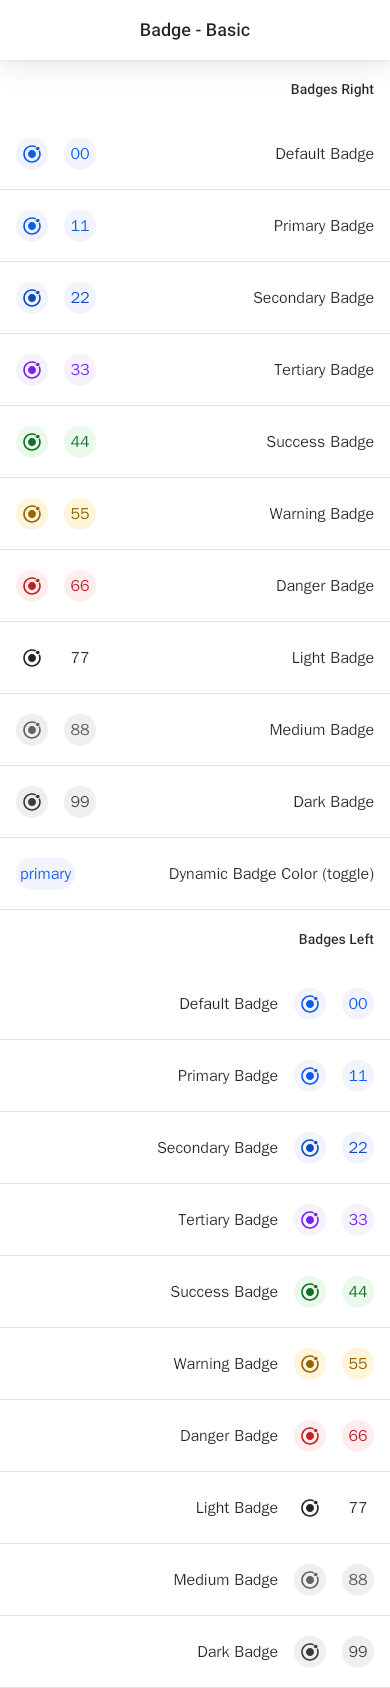 Badge - Basic
Badges Right
00 Default Badge
11 Primary Badge
22 Secondary Badge
33 Tertiary Badge
44 Success Badge
55 Warning Badge
66 Danger Badge
77 Light Badge
88 Medium Badge
99 Dark Badge
primary Dynamic Badge Color (toggle)
Badges Left
Default Badge 00
Primary Badge 11
Secondary Badge 22
Tertiary Badge 33
Success Badge 44
Warning Badge 55
Danger Badge 66
Light Badge 77
Medium Badge 88
Dark Badge 99